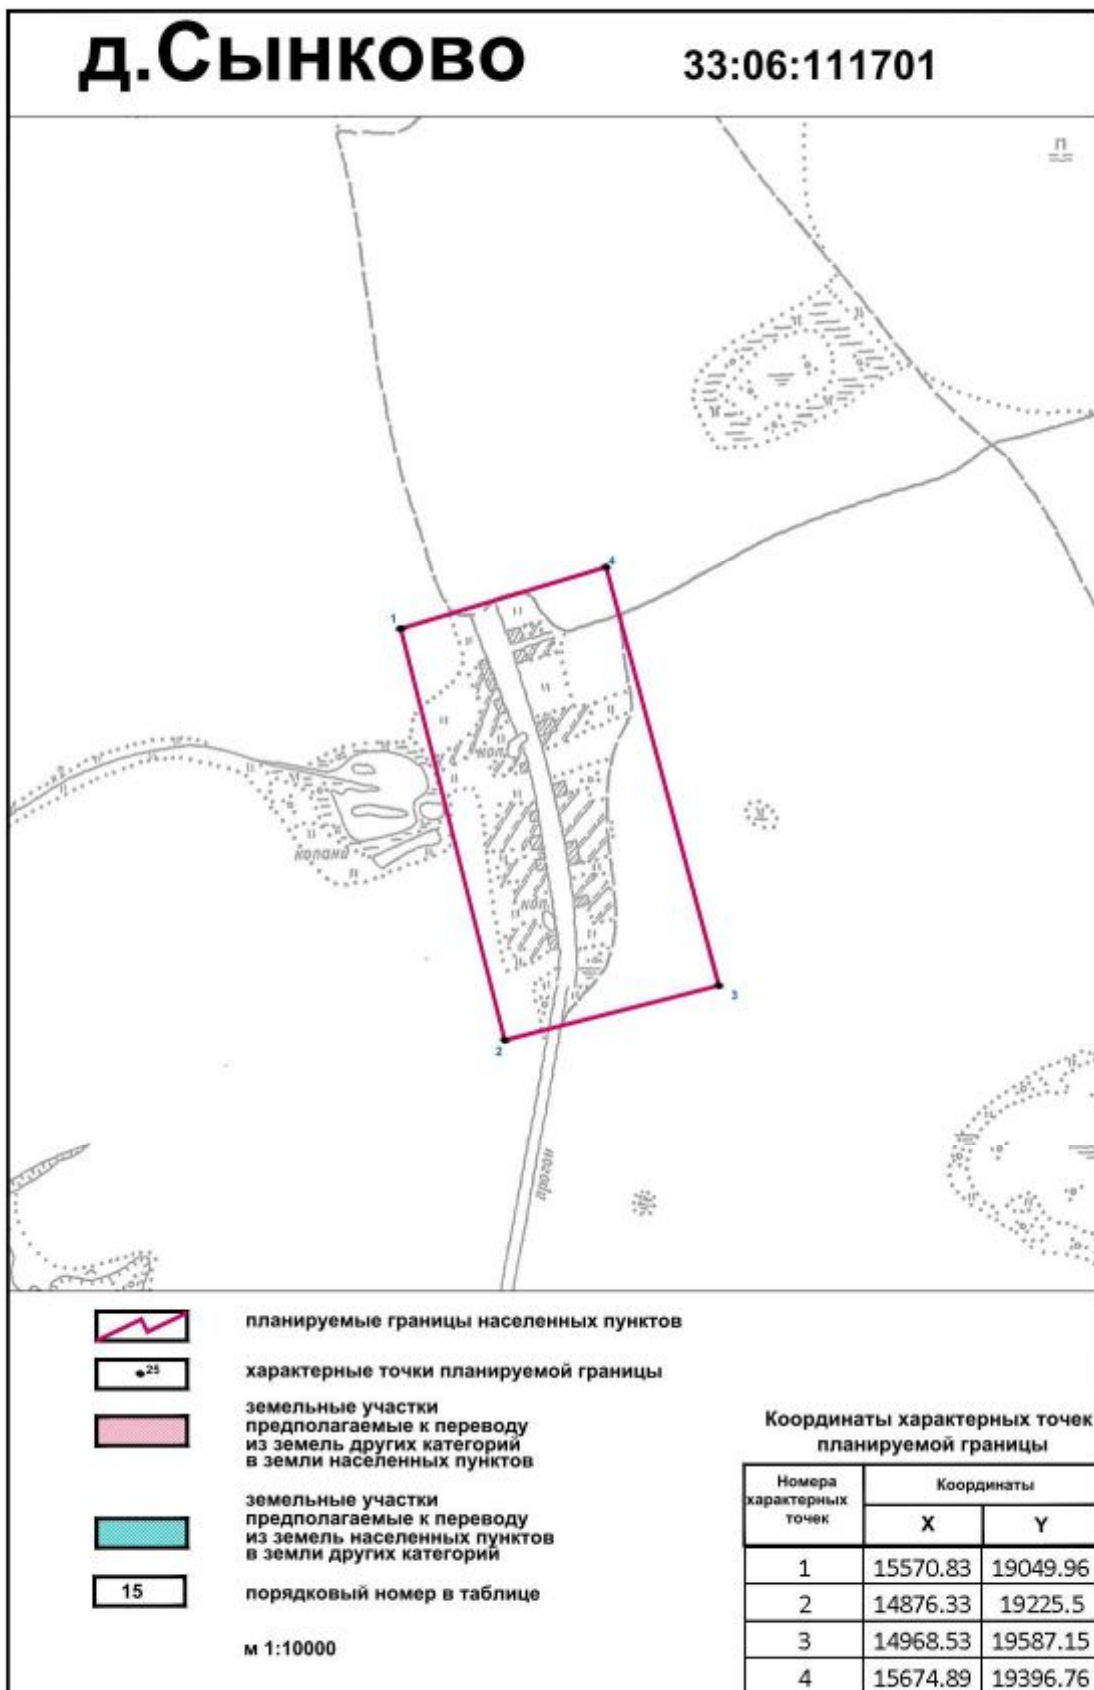 д.Сынково 33:06:111701
П
4
1
коп.
копани
коп.
3
2
прогон
планируемые границы населенных пунктов
25
характерные точки планируемой границы
земельные участки
предполагаемые к переводу
из земель других категорий
в земли населенных пунктов
земельные участки
предполагаемые к переводу
из земель населенных пунктов
в земли других категорий
15
порядковый номер в таблице
м 1:10000
Координаты характерных точек
планируемой границы
Номера
характерных
точек
Координаты
X Y
1 15570.83 19049.96
2 14876.33 19225.5
3 14968.53 19587.15
4 15674.89 19396.76